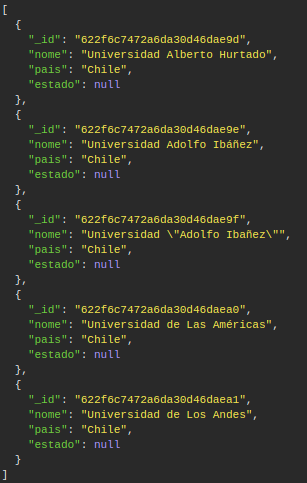 [
  {
    "_id": "622f6c7472a6da30d46dae9d",
    "nome": "Universidad Alberto Hurtado",
    "pais": "Chile",
    "estado": null
  },
  {
    "_id": "622f6c7472a6da30d46dae9e",
    "nome": "Universidad Adolfo Ibáñez",
    "pais": "Chile",
    "estado": null
  },
  {
    "_id": "622f6c7472a6da30d46dae9f",
    "nome": "Universidad \"Adolfo Ibañez\"",
    "pais": "Chile",
    "estado": null
  },
  {
    "_id": "622f6c7472a6da30d46daea0",
    "nome": "Universidad de Las Américas",
    "pais": "Chile",
    "estado": null
  },
  {
    "_id": "622f6c7472a6da30d46daea1",
    "nome": "Universidad de Los Andes",
    "pais": "Chile",
    "estado": null
  }
]